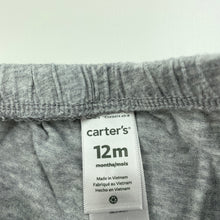 carter's®
12m
months/mois
Made in Vietnam
Fabriqué au Vietnam
Hecho en Vietnam